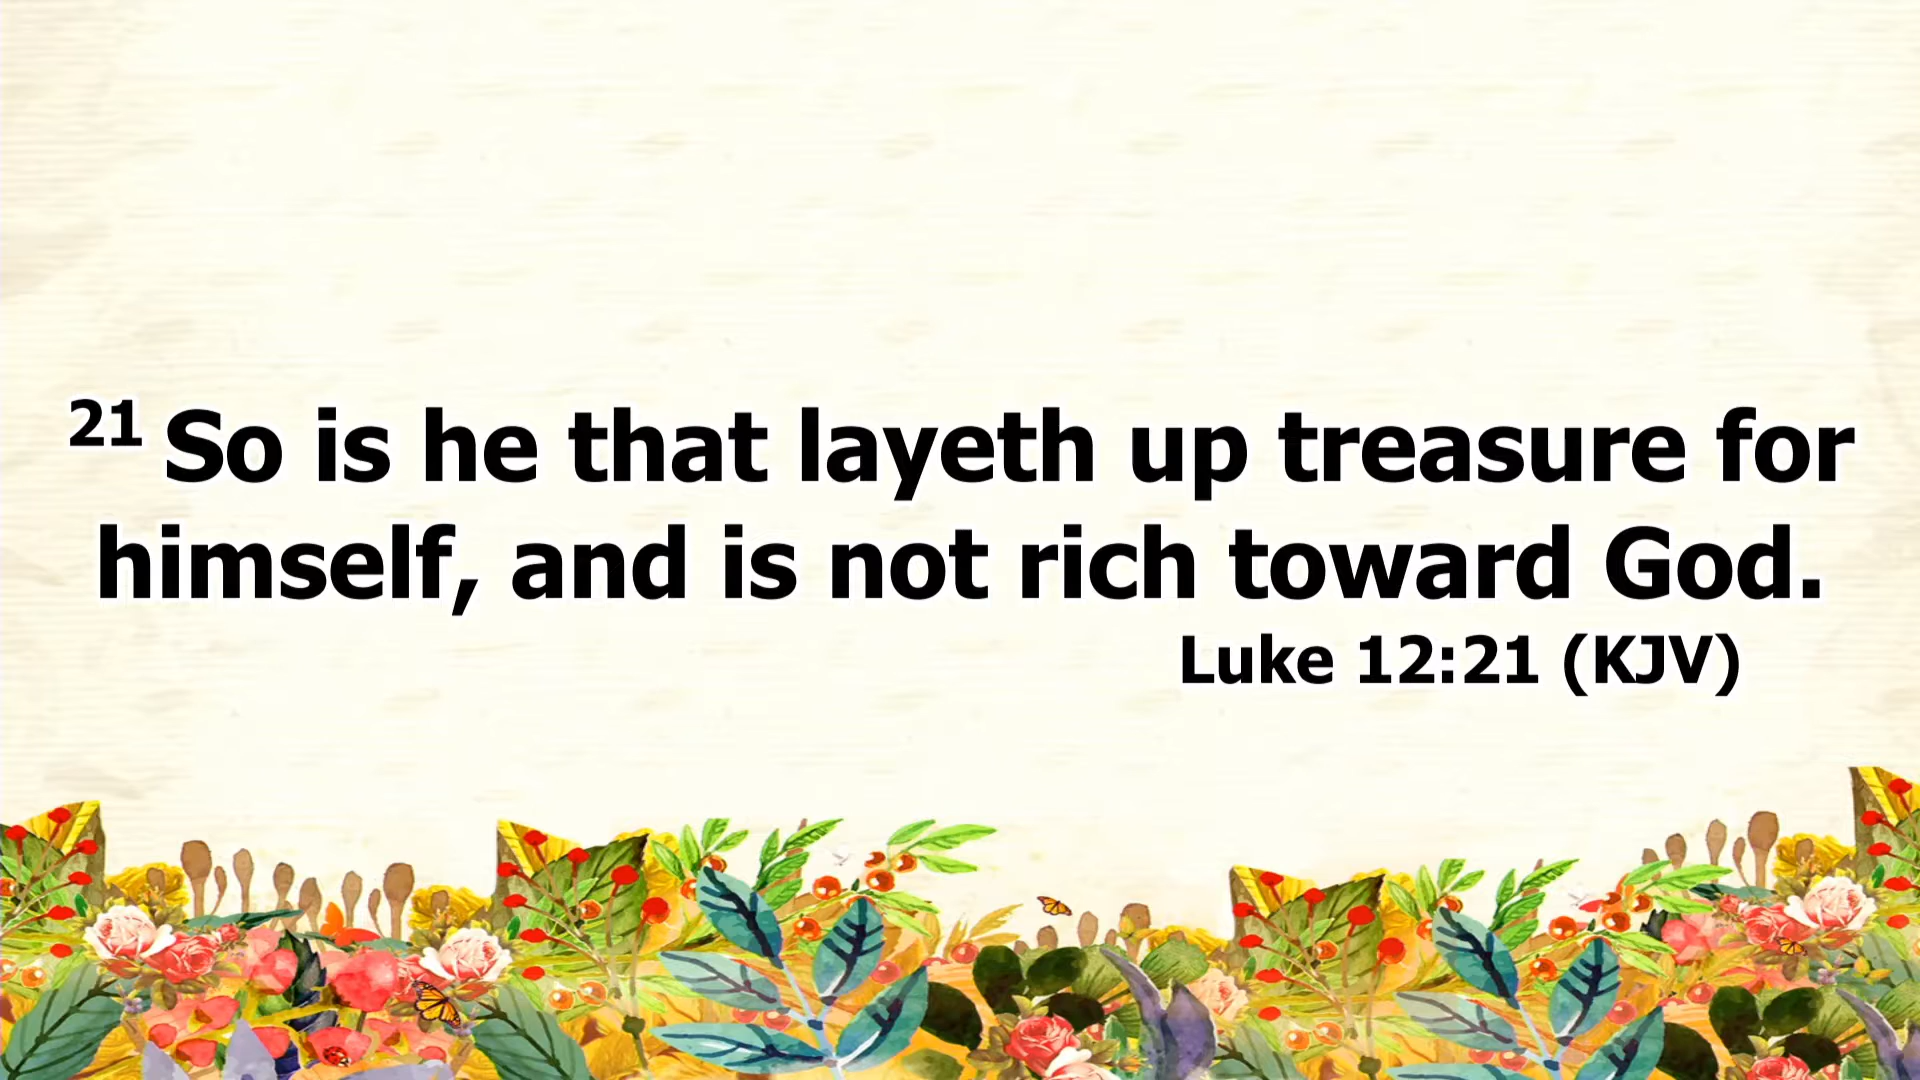 21 So is he that layeth up treasure for
himself, and is not rich toward God.
Luke 12:21 (KJV)